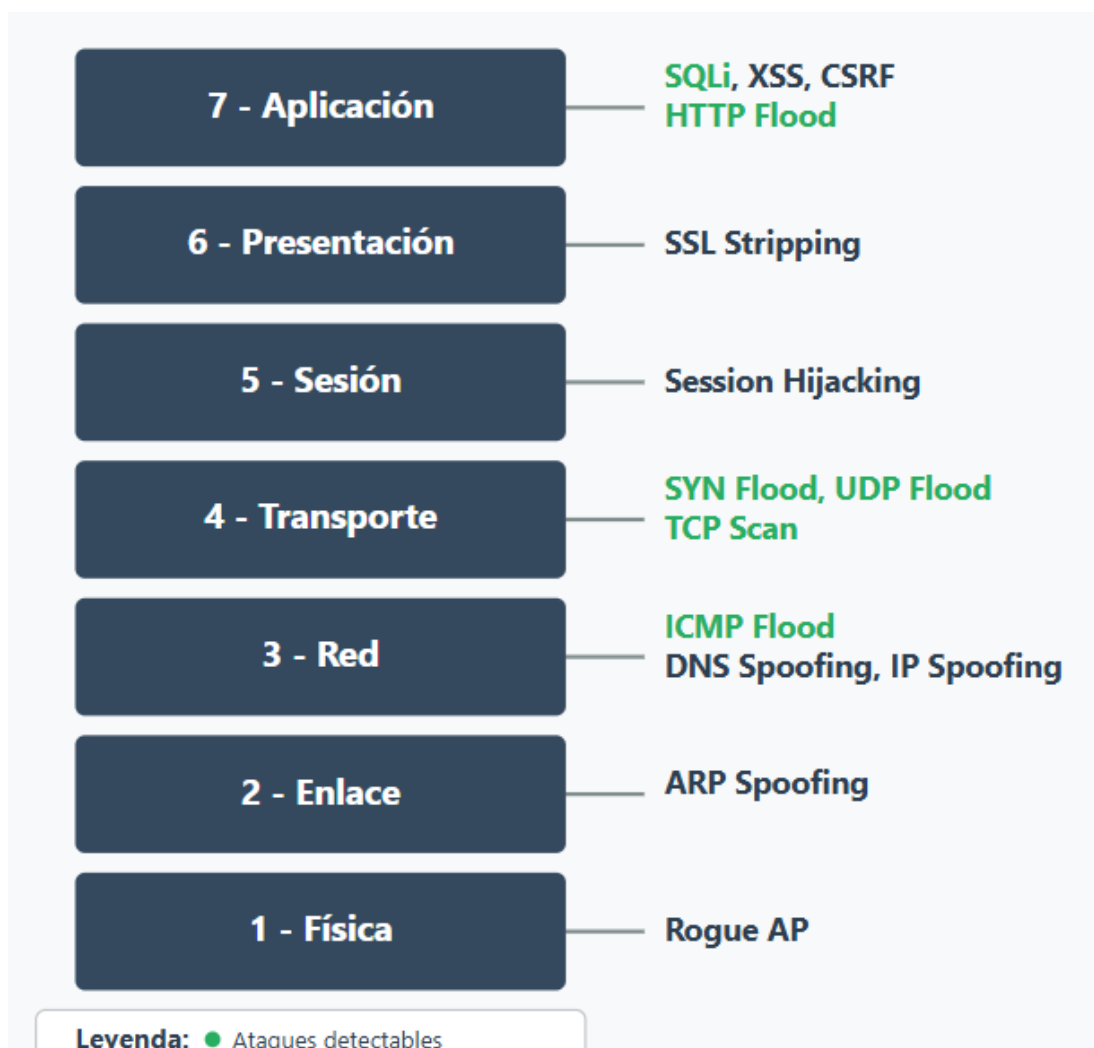 7 - Aplicación
SQLi, XSS, CSRF
HTTP Flood
6 - Presentación
SSL Stripping
5 - Sesión
Session Hijacking
4 - Transporte
SYN Flood, UDP Flood
TCP Scan
3 - Red
ICMP Flood
DNS Spoofing, IP Spoofing
2 - Enlace
ARP Spoofing
1 - Física
Rogue AP
Leyenda: ● Ataques detectables